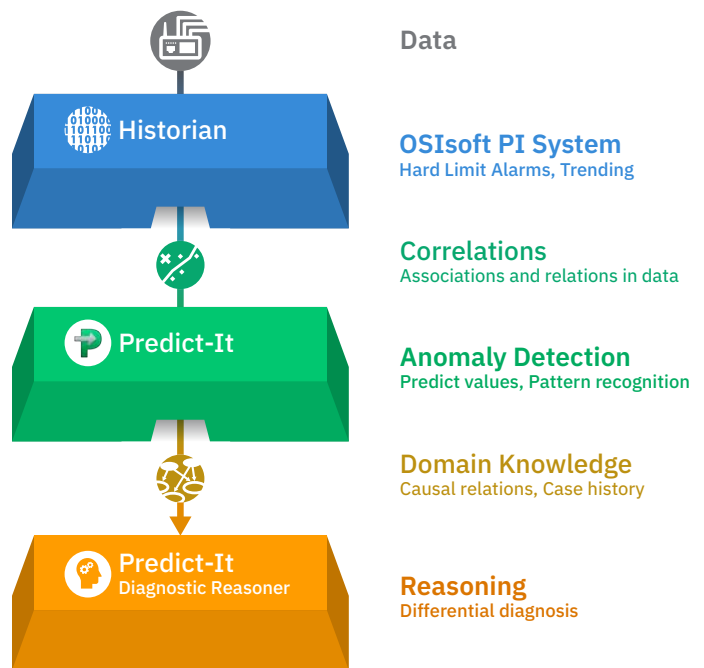 Data
Historian
OSIsoft PI System
Hard Limit Alarms, Trending
Correlations
Associations and relations in data
Predict-It
Anomaly Detection
Predict values, Pattern recognition
Domain Knowledge
Causal relations, Case history
Predict-It
Diagnostic Reasoner
Reasoning
Differential diagnosis